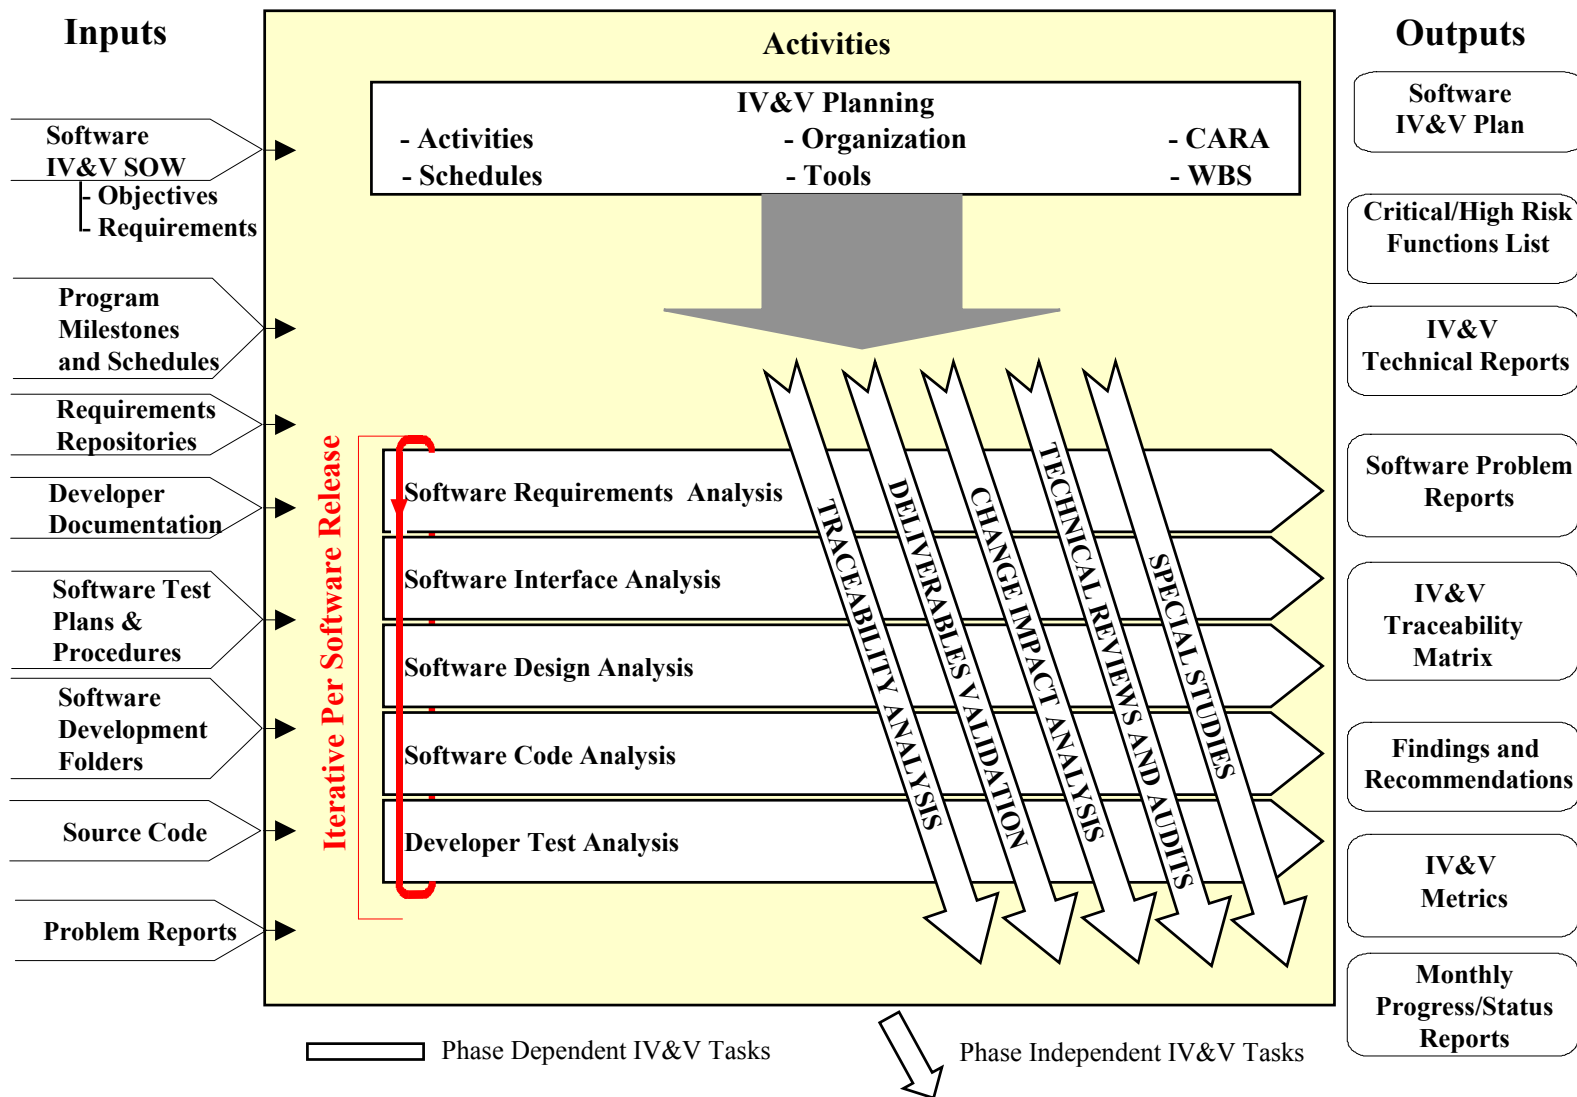 Inputs
Software
IV&V SOW
- Objectives
- Requirements
Program
Milestones
and Schedules
Requirements
Repositories
Developer
Documentation
Software Test
Plans &
Procedures
Software
Development
Folders
Source Code
Problem Reports
Activities
IV&V Planning
- Activities - Organization - CARA
- Schedules - Tools - WBS
Iterative Per Software Release
Software Requirements Analysis
Software Interface Analysis
Software Design Analysis
Software Code Analysis
Developer Test Analysis
TRACEABILITY ANALYSIS
DELIVERABLES VALIDATION
CHANGE IMPACT ANALYSIS
TECHNICAL REVIEWS AND AUDITS
SPECIAL STUDIES
Outputs
Software
IV&V Plan
Critical/High Risk
Functions List
IV&V
Technical Reports
Software Problem
Reports
IV&V
Traceability
Matrix
Findings and
Recommendations
IV&V
Metrics
Monthly
Progress/Status
Reports
Phase Dependent IV&V Tasks
Phase Independent IV&V Tasks